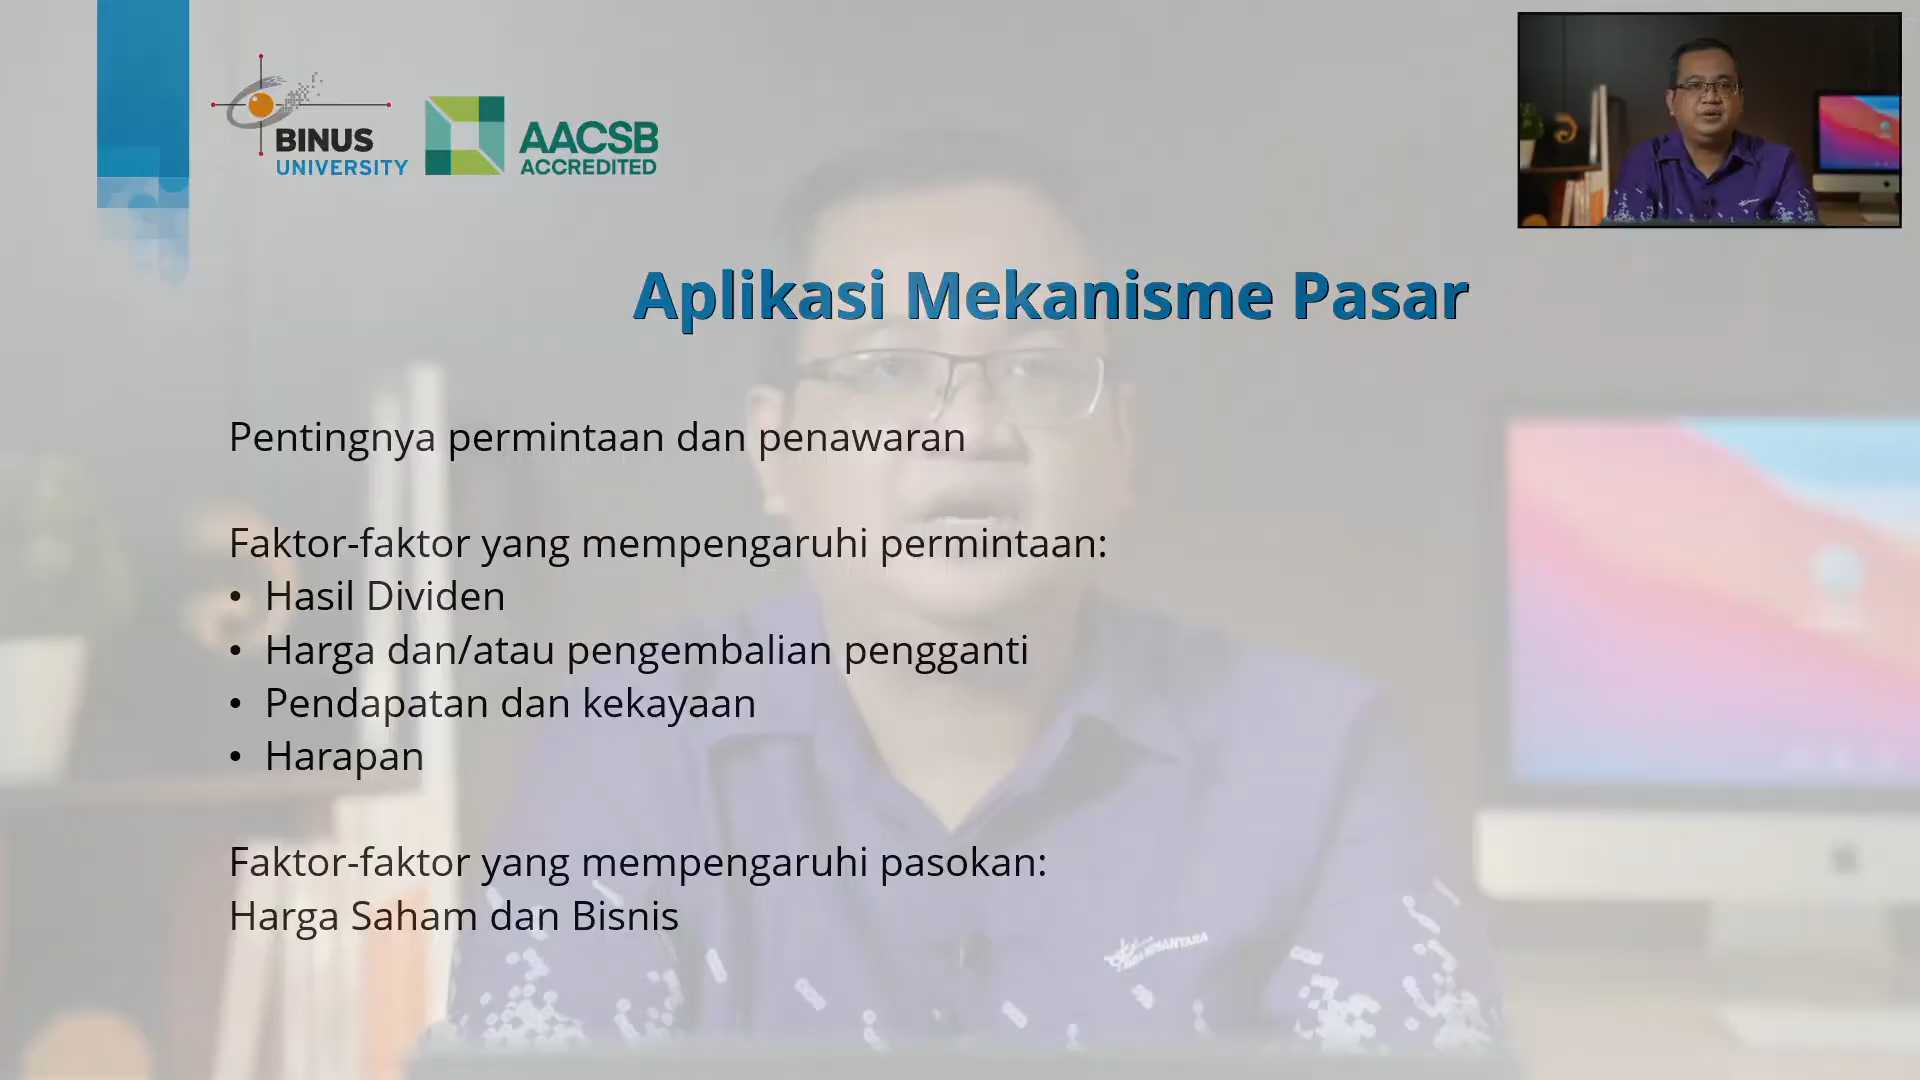 BINUS
UNIVERSITY
AACSB
ACCREDITED
Aplikasi Mekanisme Pasar
Pentingnya permintaan dan penawaran
Faktor-faktor yang mempengaruhi permintaan:
• Hasil Dividen
• Harga dan/atau pengembalian pengganti
• Pendapatan dan kekayaan
• Harapan
Faktor-faktor yang mempengaruhi pasokan:
Harga Saham dan Bisnis